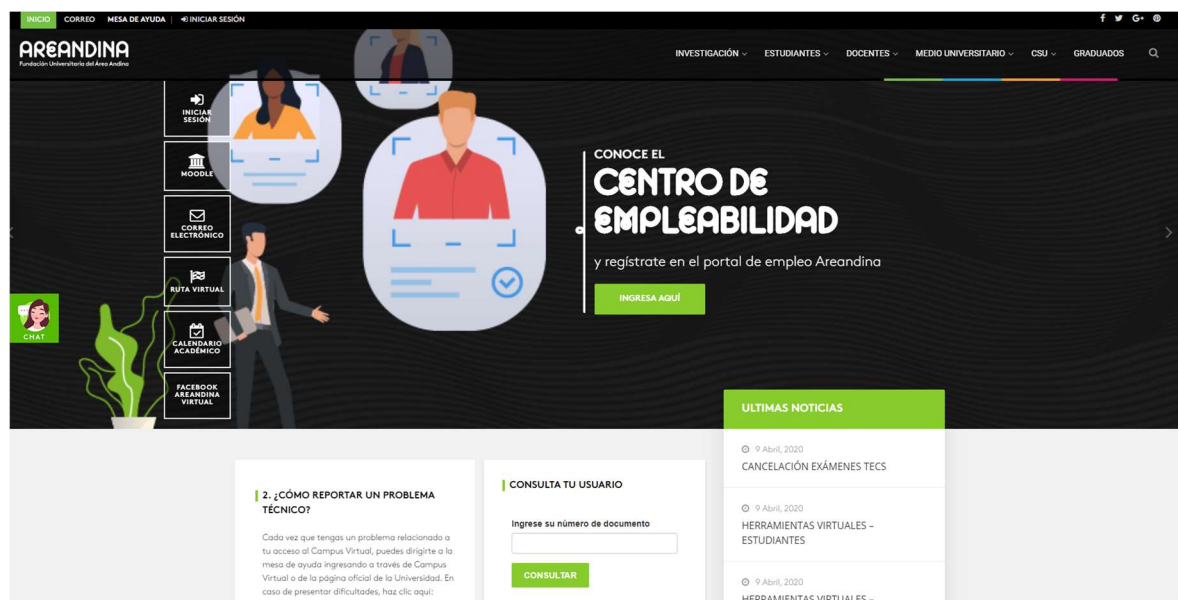 INICIO CORREO MESA DE AYUDA | INICIAR SESIÓN
AREANDINA
Fundación Universitaria del Área Andina
INVESTIGACIÓN ESTUDIANTES DOCENTES MEDIO UNIVERSITARIO CSU GRADUADOS
INICIAR
SESIÓN
MOODLE
CORREO
ELECTRÓNICO
RUTA VIRTUAL
CALENDARIO
ACADÉMICO
FACEBOOK
AREANDINA
VIRTUAL
CHAT
CONOCE EL
CENTRO DE
EMPLEABILIDAD
y regístrate en el portal de empleo Areandina
INGRESA AQUÍ
2. ¿CÓMO REPORTAR UN PROBLEMA
TÉCNICO?
Cada vez que tengas un problema relacionado a
tu acceso al Campus Virtual, puedes dirigirte a la
mesa de ayuda ingresando a través de Campus
Virtual o de la página oficial de la Universidad. En
caso de presentar dificultades, haz clic aquí:
CONSULTA TU USUARIO
Ingrese su número de documento
CONSULTAR
ULTIMAS NOTICIAS
9 Abril, 2020
CANCELACIÓN EXÁMENES TECS
9 Abril, 2020
HERRAMIENTAS VIRTUALES –
ESTUDIANTES
9 Abril, 2020
HERRAMIENTAS VIRTUALES –